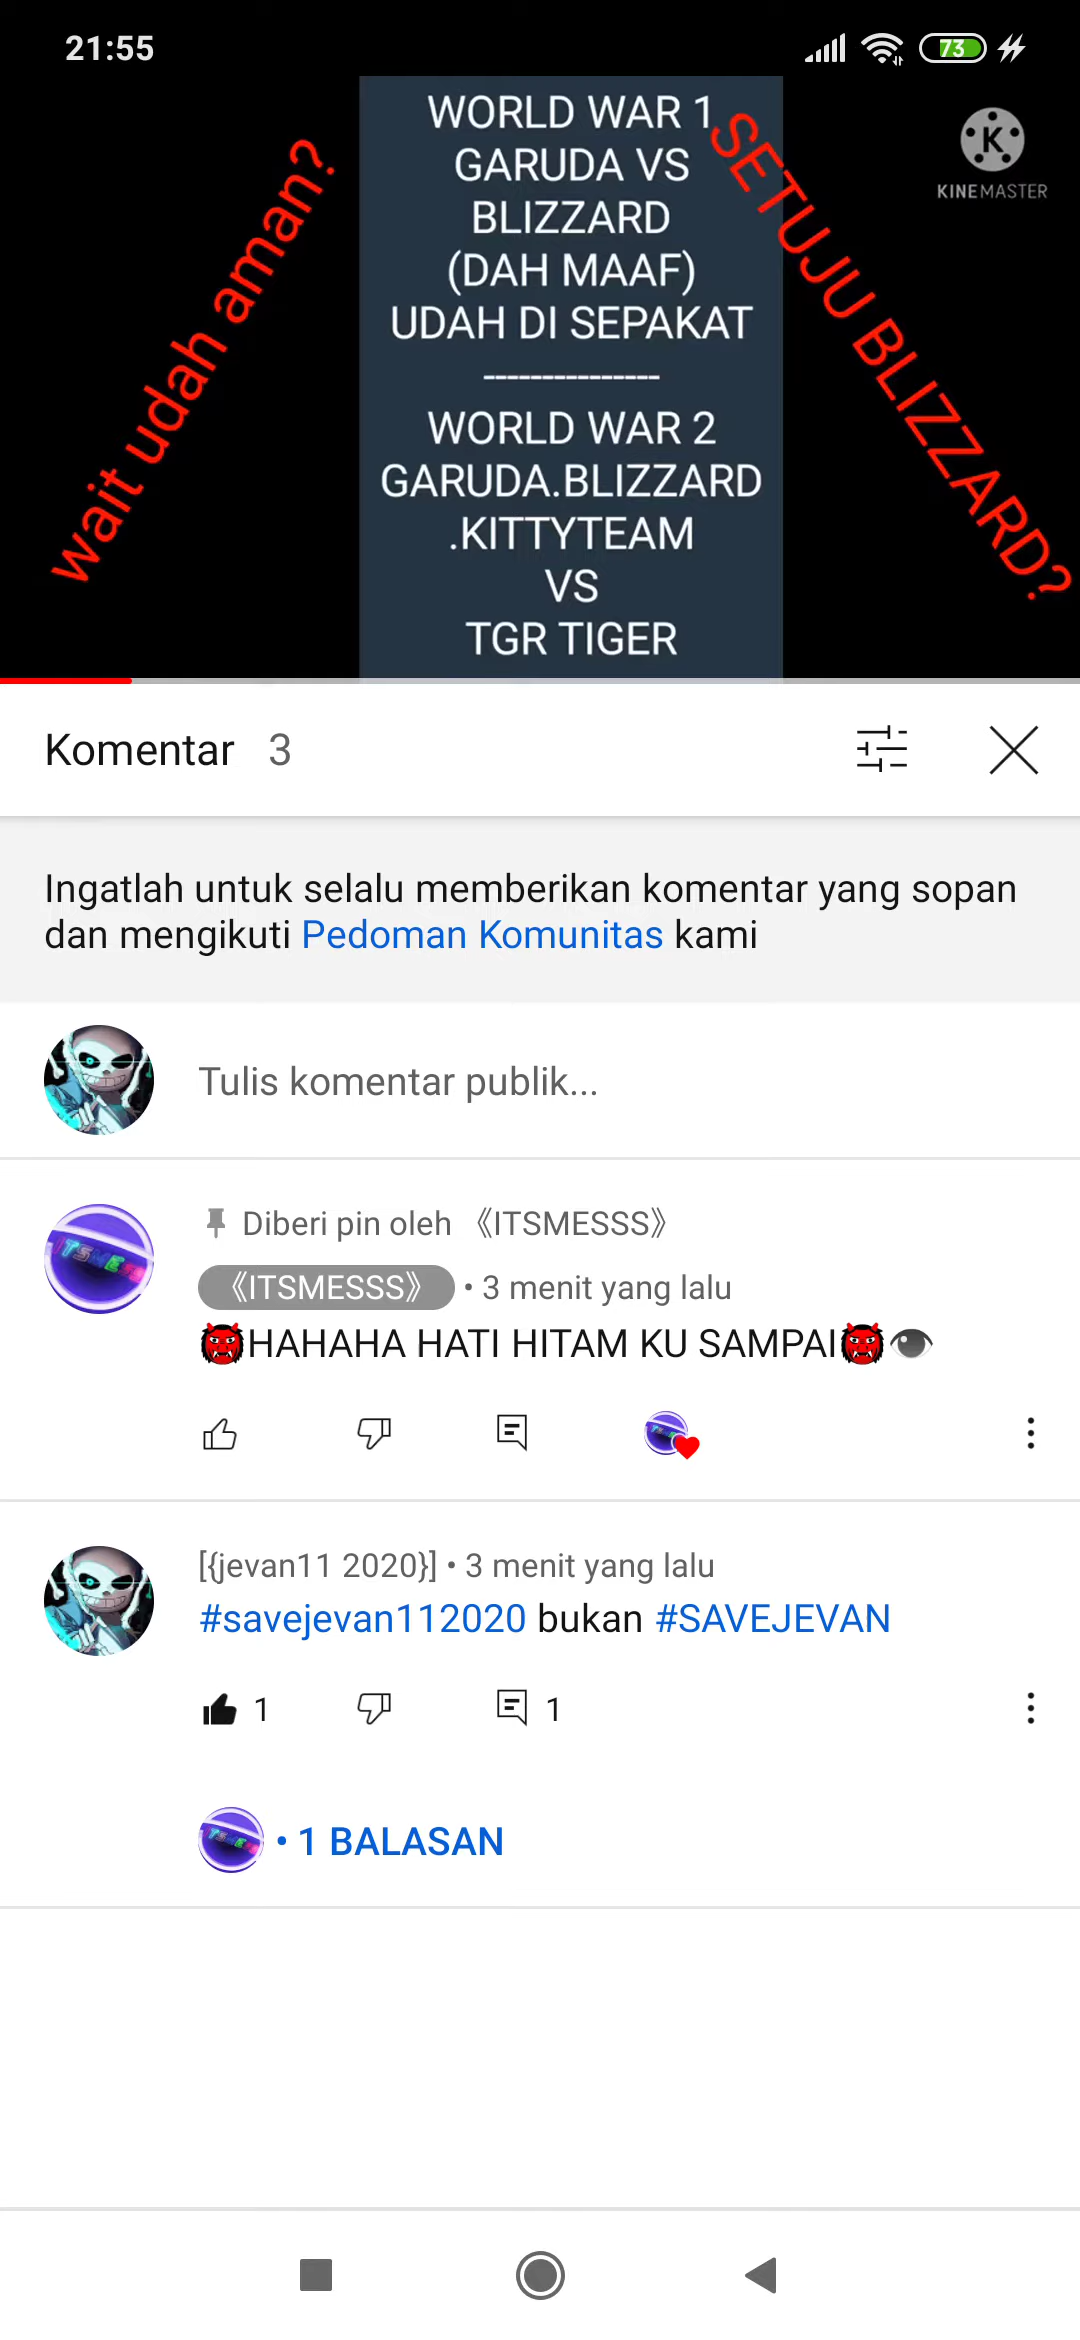 21:55
73
WORLD WAR 1
GARUDA VS
BLIZZARD
(DAH MAAF)
UDAH DI SEPAKAT
---------------
WORLD WAR 2
GARUDA.BLIZZARD
.KITTYTEAM
VS
TGR TIGER
wait udah aman?
SETUJU BLIZZARD?
K
KINEMASTER
Komentar 3
Ingatlah untuk selalu memberikan komentar yang sopan
dan mengikuti Pedoman Komunitas kami
Tulis komentar publik...
Diberi pin oleh 《ITSMESSS》
《ITSMESSS》 • 3 menit yang lalu
👹HAHAHA HATI HITAM KU SAMPAI👹👁
[{jevan11 2020}] • 3 menit yang lalu
#savejevan112020 bukan #SAVEJEVAN
1 1
• 1 BALASAN